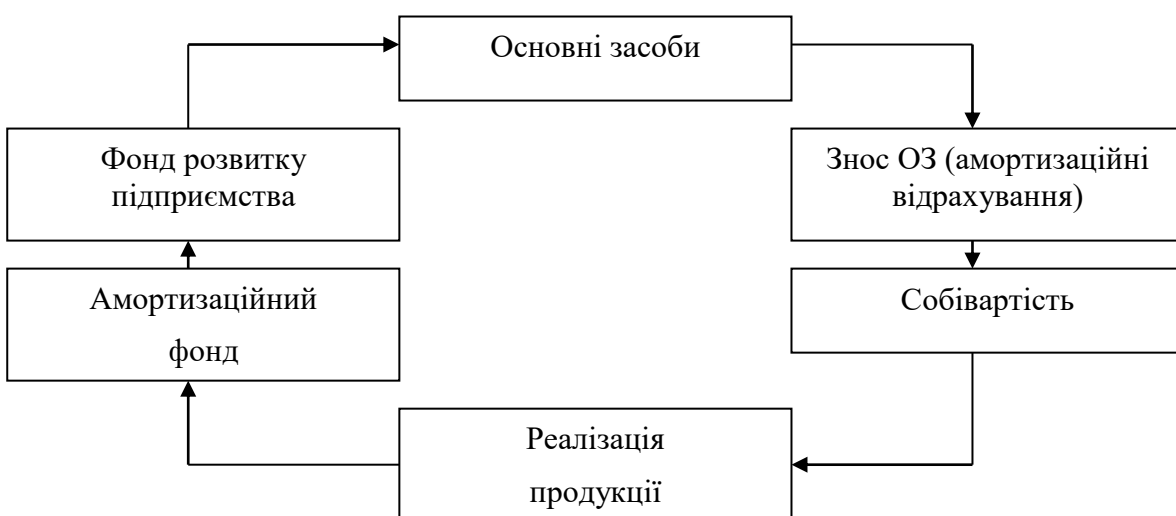 Основні засоби
Фонд розвитку
підприємства
Знос ОЗ (амортизаційні
відрахування)
Амортизаційний
фонд
Собівартість
Реалізація
продукції